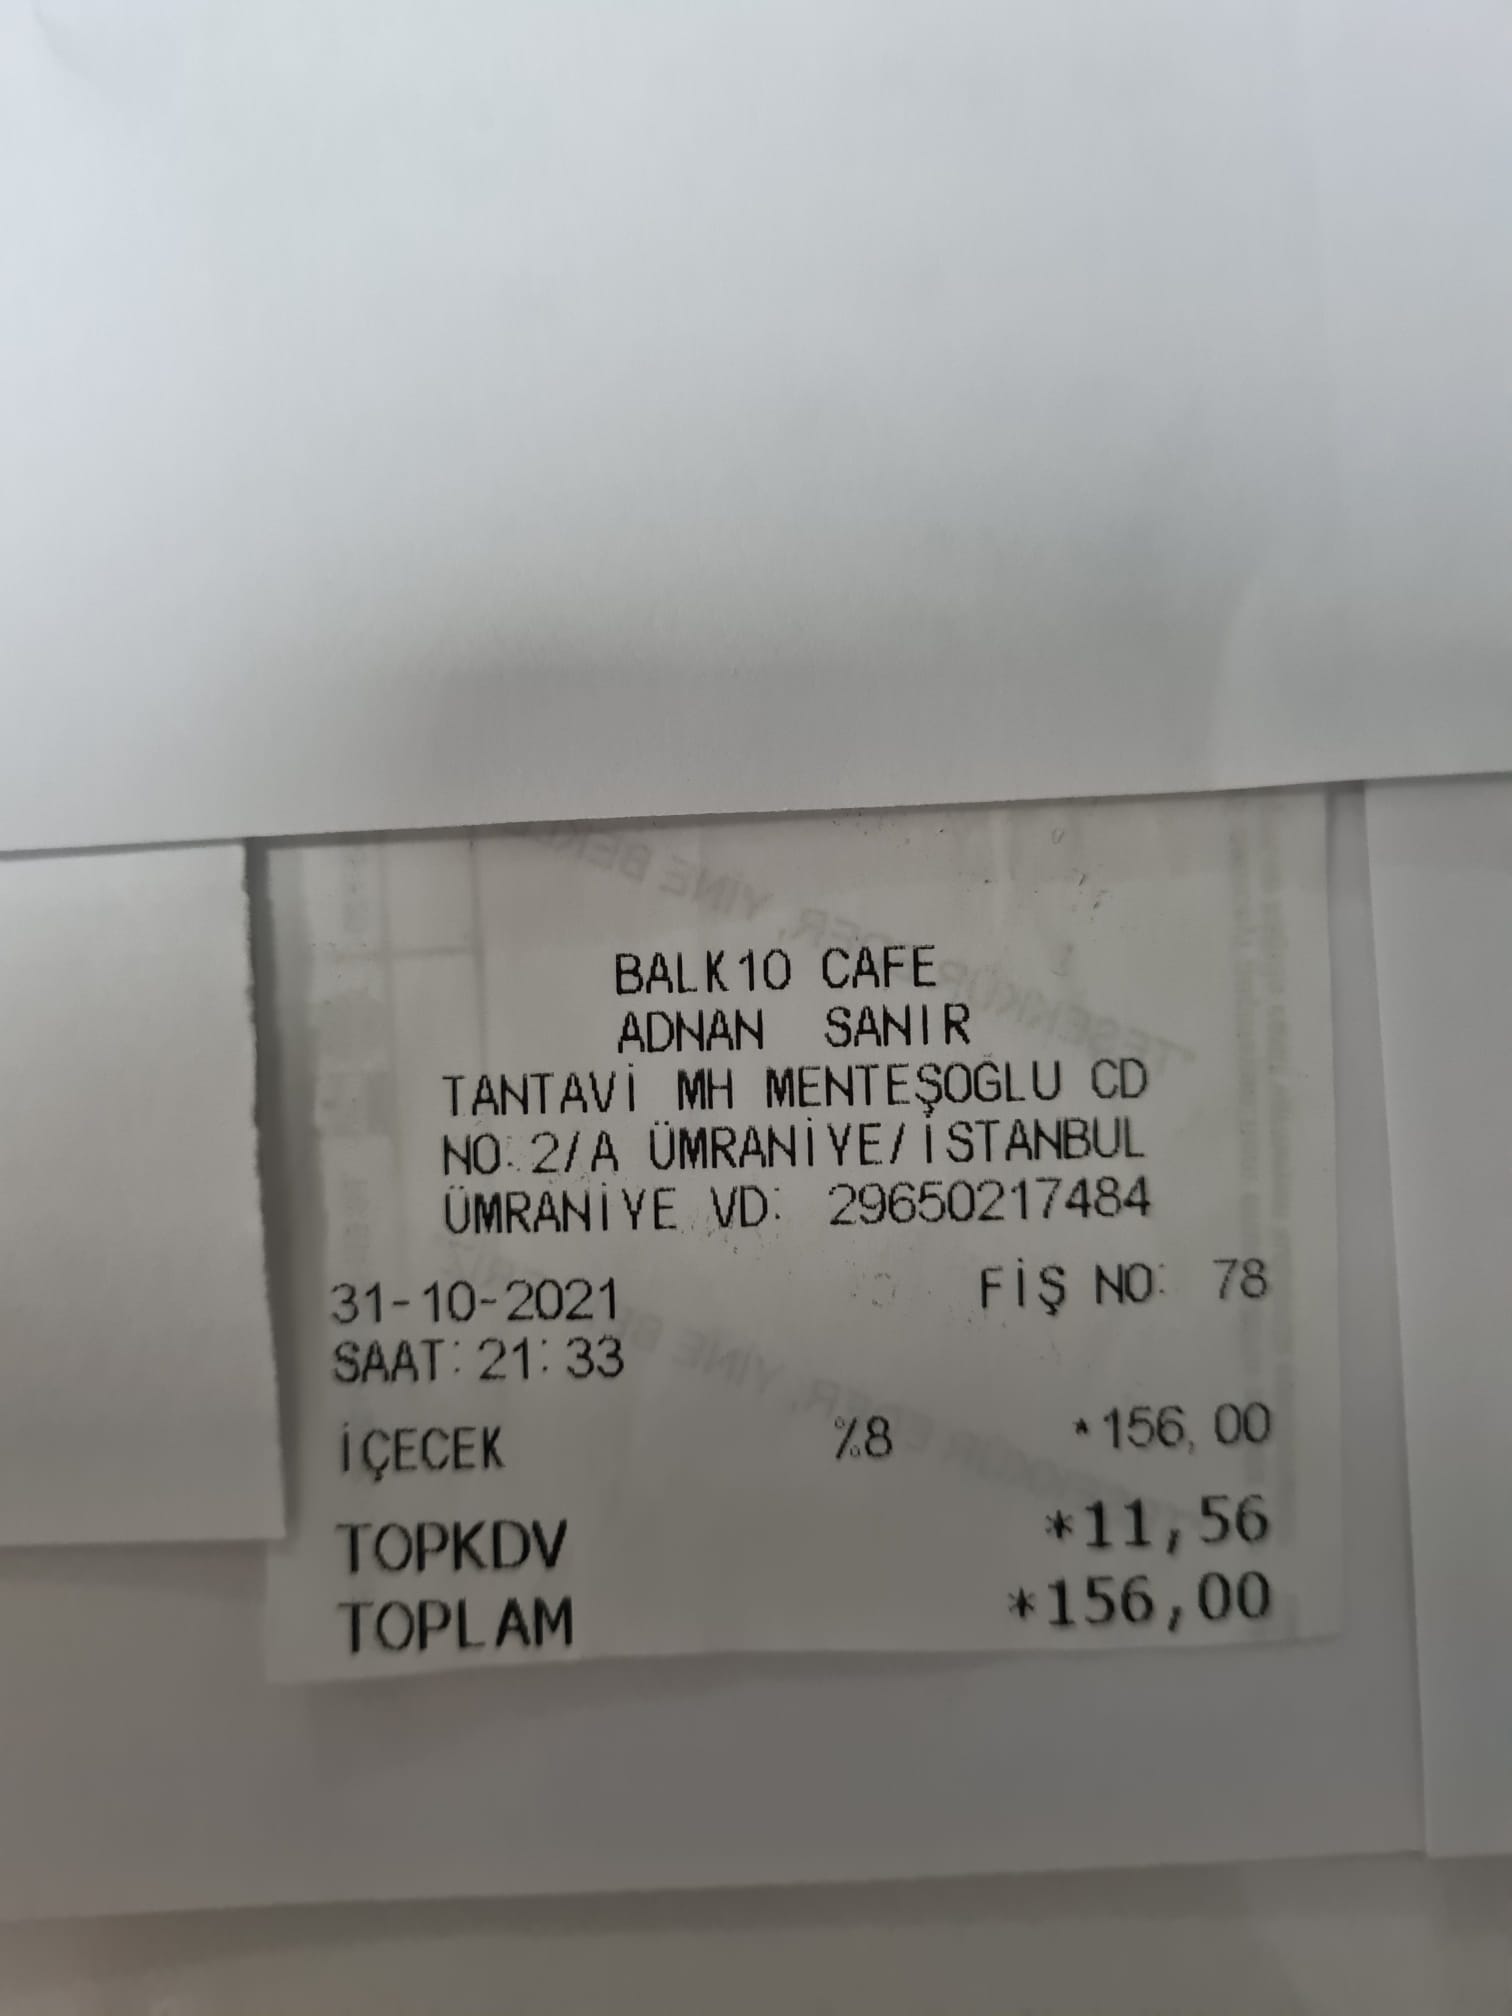 BALK10 CAFE
ADNAN SANIR
TANTAVİ MH MENTEŞOĞLU CD
NO: 2/A ÜMRANİYE/İSTANBUL
ÜMRANİYE VD: 29650217484
31-10-2021 FİŞ NO: 78
SAAT: 21:33
İÇECEK %8 *156,00
TOPKDV *11,56
TOPLAM *156,00